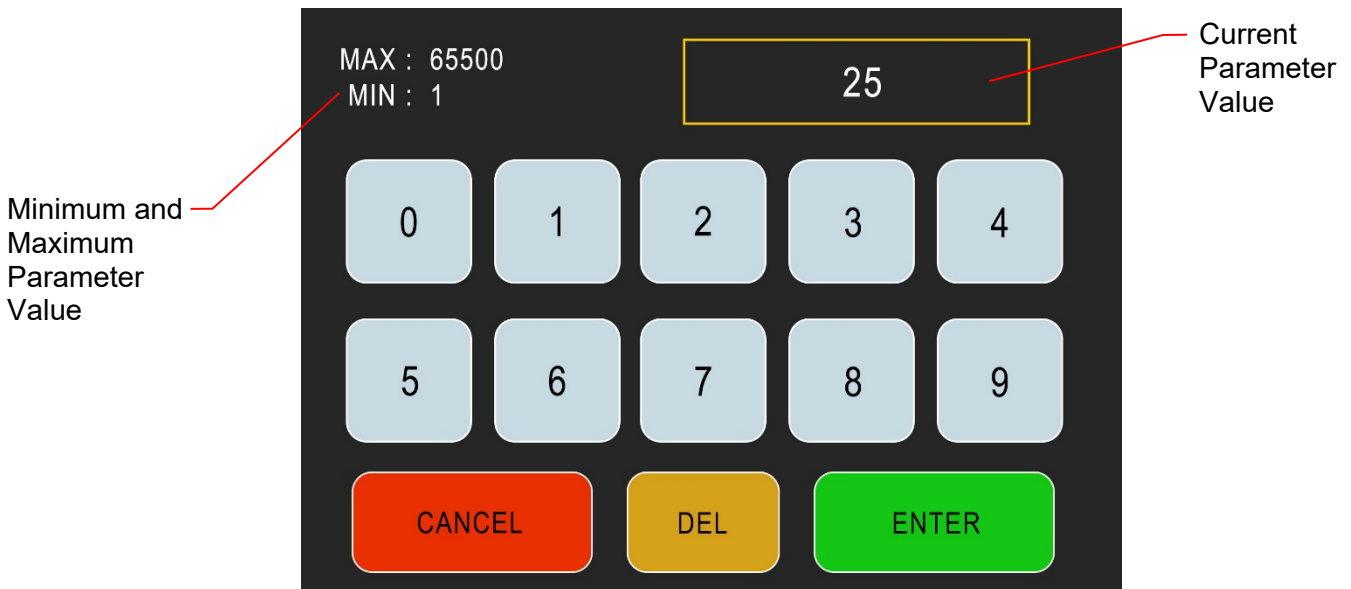 MAX : 65500
MIN : 1
25
Current
Parameter
Value
Minimum and
Maximum
Parameter
Value
0 1 2 3 4
5 6 7 8 9
CANCEL DEL ENTER